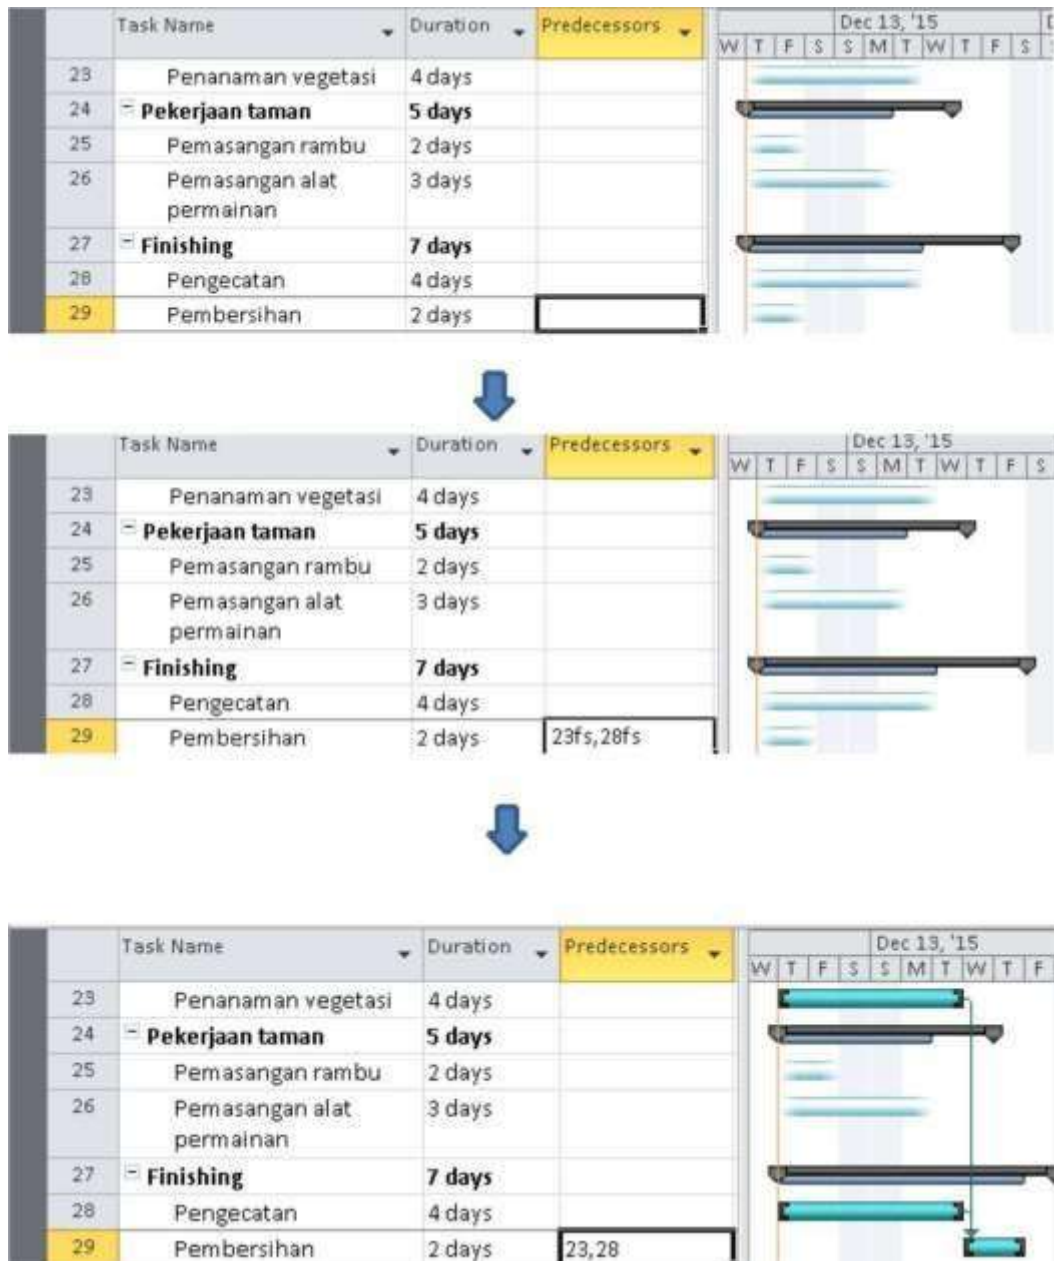 Task Name Duration Predecessors Dec 13, '15
W T F S S M T W T F S
23 Penanaman vegetasi 4 days
24 Pekerjaan taman 5 days
25 Pemasangan rambu 2 days
26 Pemasangan alat 3 days
permainan
27 Finishing 7 days
28 Pengecatan 4 days
29 Pembersihan 2 days
Task Name Duration Predecessors Dec 13, '15
W T F S S M T W T F S
23 Penanaman vegetasi 4 days
24 Pekerjaan taman 5 days
25 Pemasangan rambu 2 days
26 Pemasangan alat 3 days
permainan
27 Finishing 7 days
28 Pengecatan 4 days
29 Pembersihan 2 days 23fs,28fs
Task Name Duration Predecessors Dec 13, '15
W T F S S M T W T F
23 Penanaman vegetasi 4 days
24 Pekerjaan taman 5 days
25 Pemasangan rambu 2 days
26 Pemasangan alat 3 days
permainan
27 Finishing 7 days
28 Pengecatan 4 days
29 Pembersihan 2 days 23,28